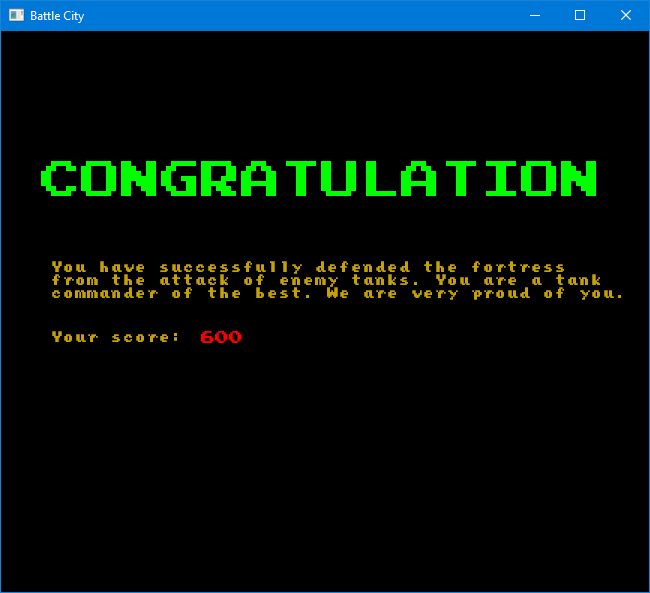 Battle City
CONGRATULATION
You have successfully defended the fortress
from the attack of enemy tanks. You are a tank
commander of the best. We are very proud of you.
Your score: 600